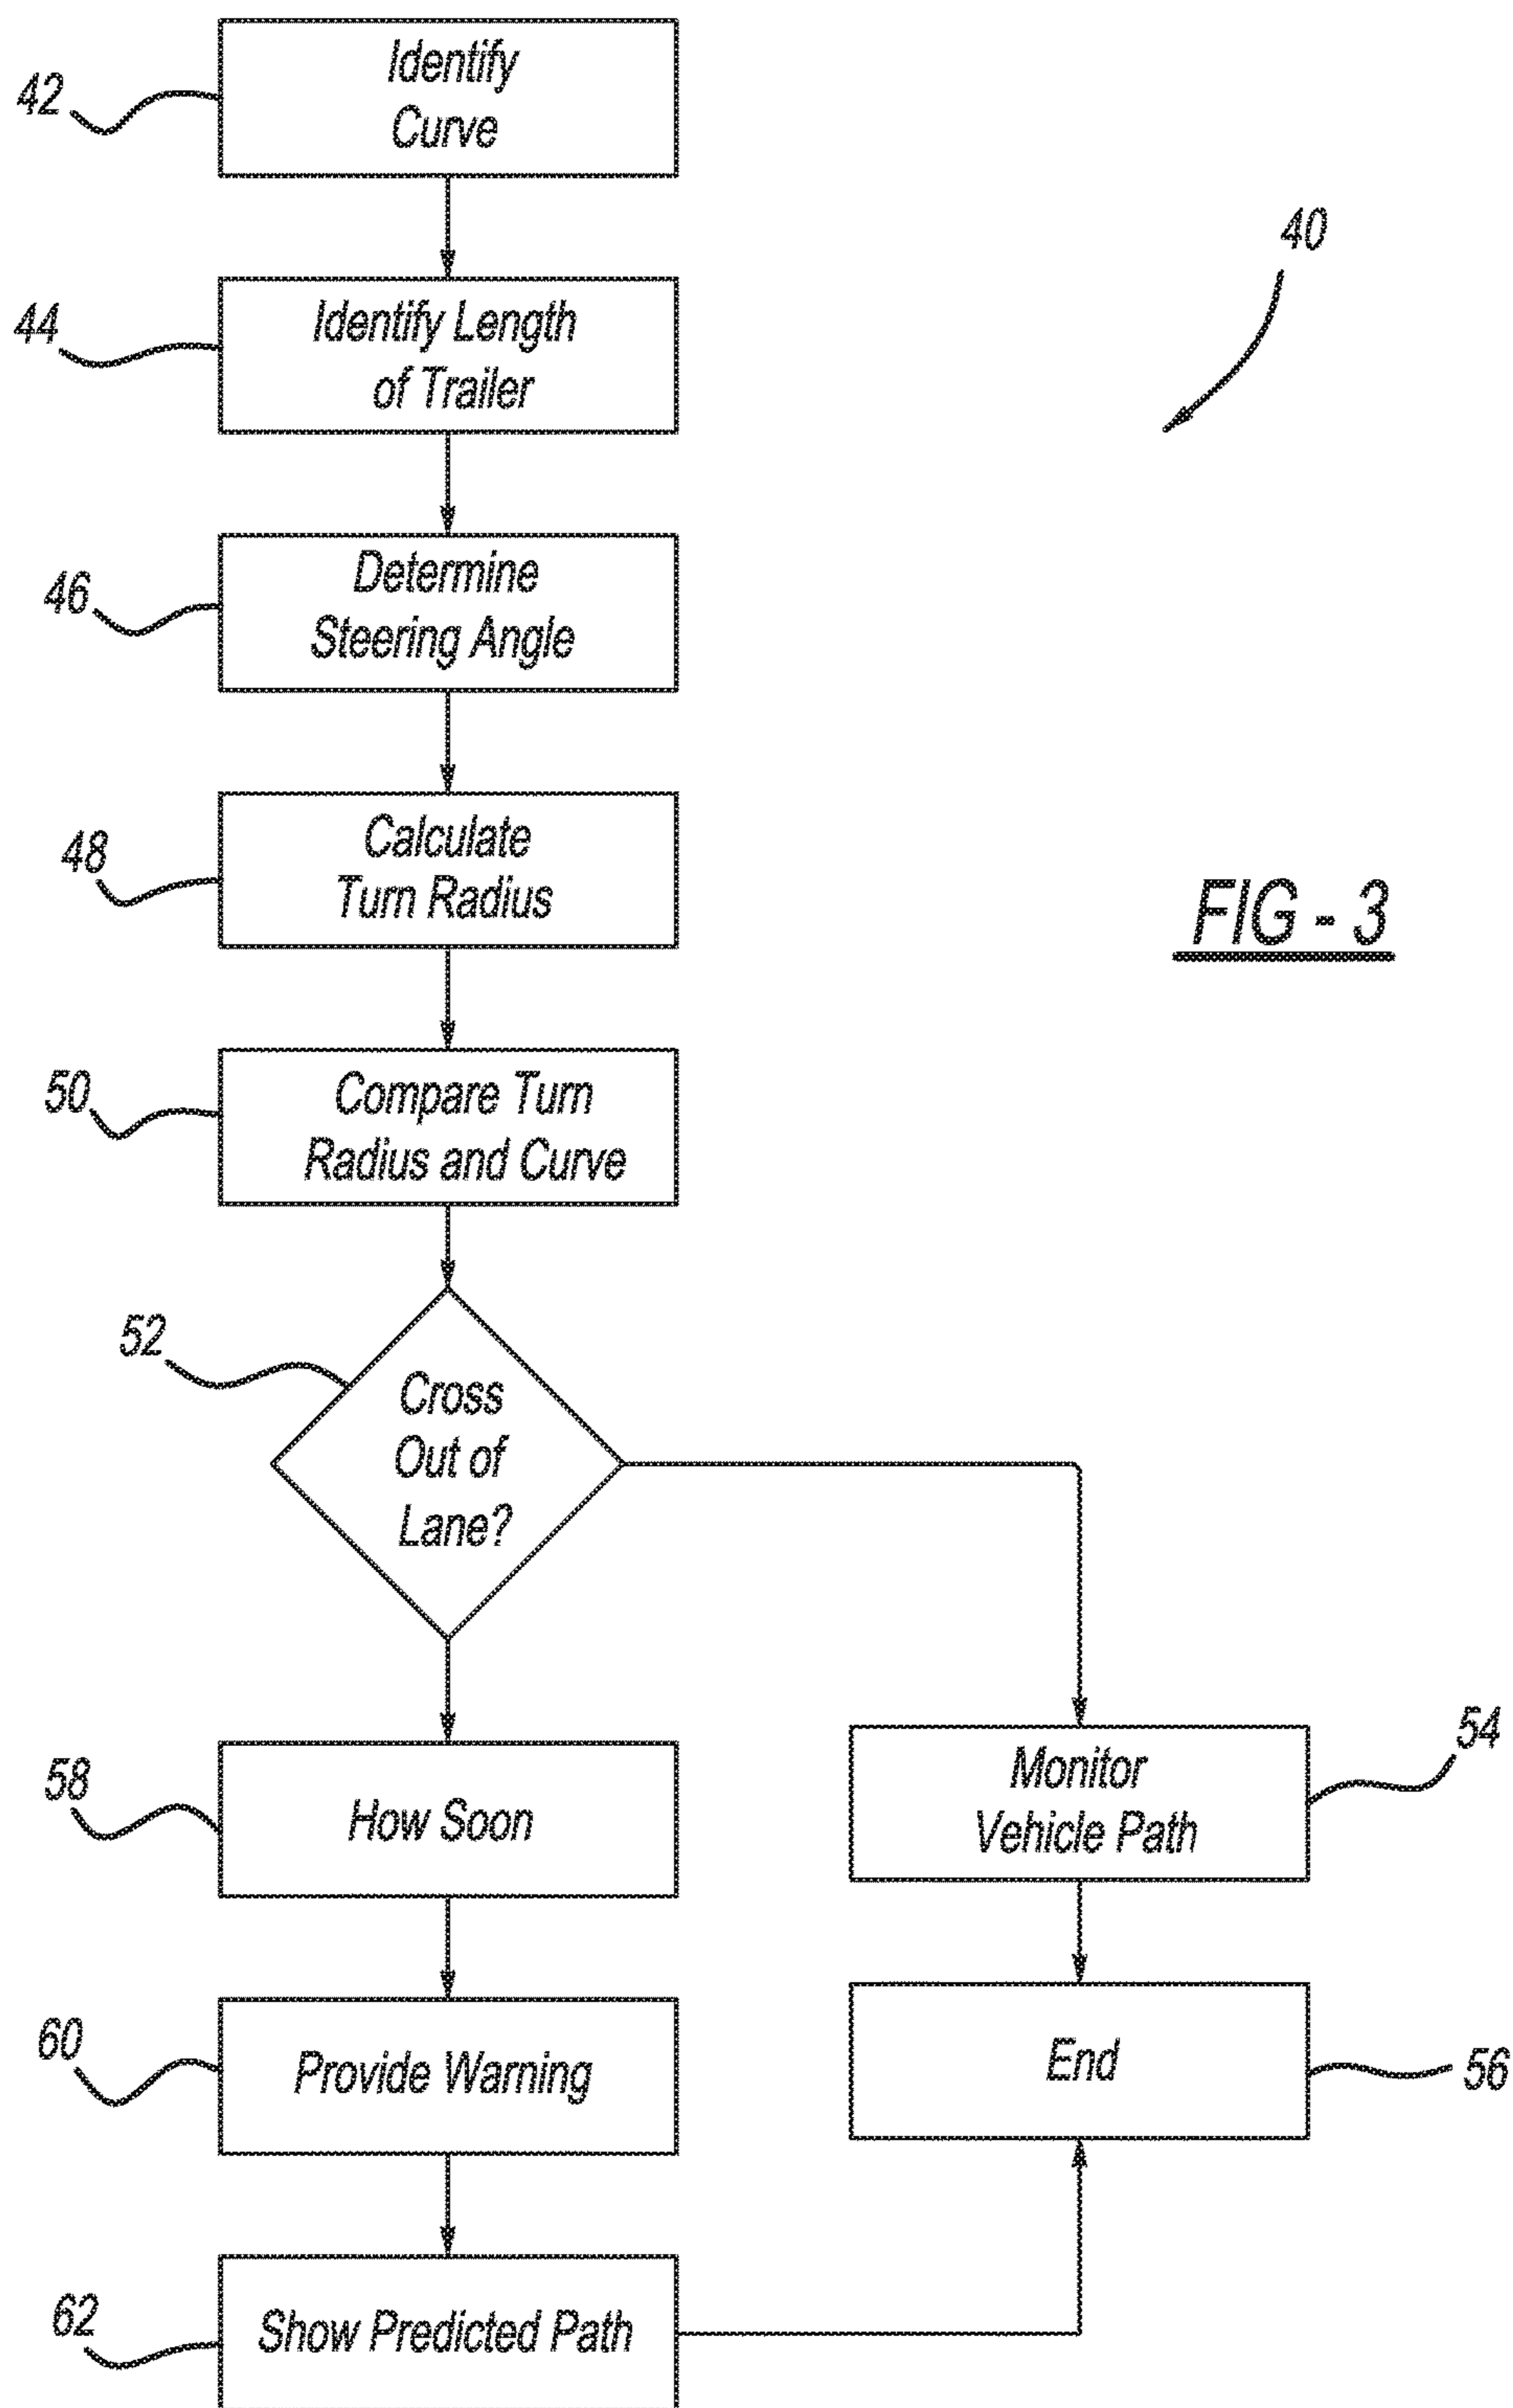 42
Identify
Curve
40
44
Identify Length
of Trailer
46
Determine
Steering Angle
48
Calculate
Turn Radius
FIG - 3
50
Compare Turn
Radius and Curve
52
Cross
Out of
Lane?
58
How Soon
54
Monitor
Vehicle Path
60
Provide Warning
End
56
62
Show Predicted Path